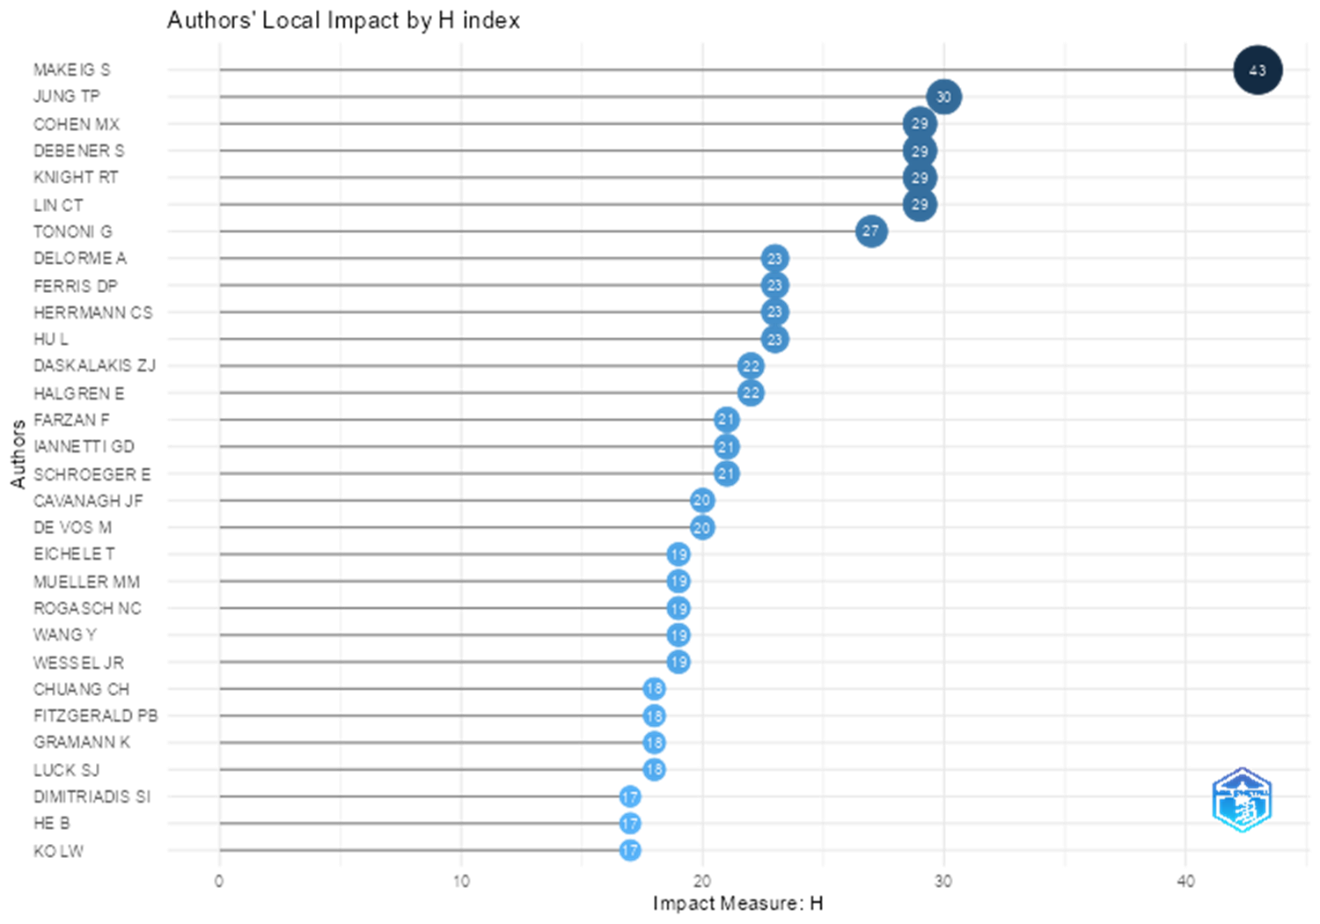 Authors' Local Impact by H index
Authors
MAKEIG S 43
JUNG TP 30
COHEN MX 29
DEBENER S 29
KNIGHT RT 29
LIN CT 29
TONONI G 27
DELORME A 23
FERRIS DP 23
HERRMANN CS 23
HU L 23
DASKALAKIS ZJ 22
HALGREN E 22
FARZAN F 21
IANNETTI GD 21
SCHROEGER E 21
CAVANAGH JF 20
DE VOS M 20
EICHELE T 19
MUELLER MM 19
ROGASCH NC 19
WANG Y 19
WESSEL JR 19
CHUANG CH 18
FITZGERALD PB 18
GRAMANN K 18
LUCK SJ 18
DIMITRIADIS SI 17
HE B 17
KO LW 17
0 10 20 30 40
Impact Measure: H